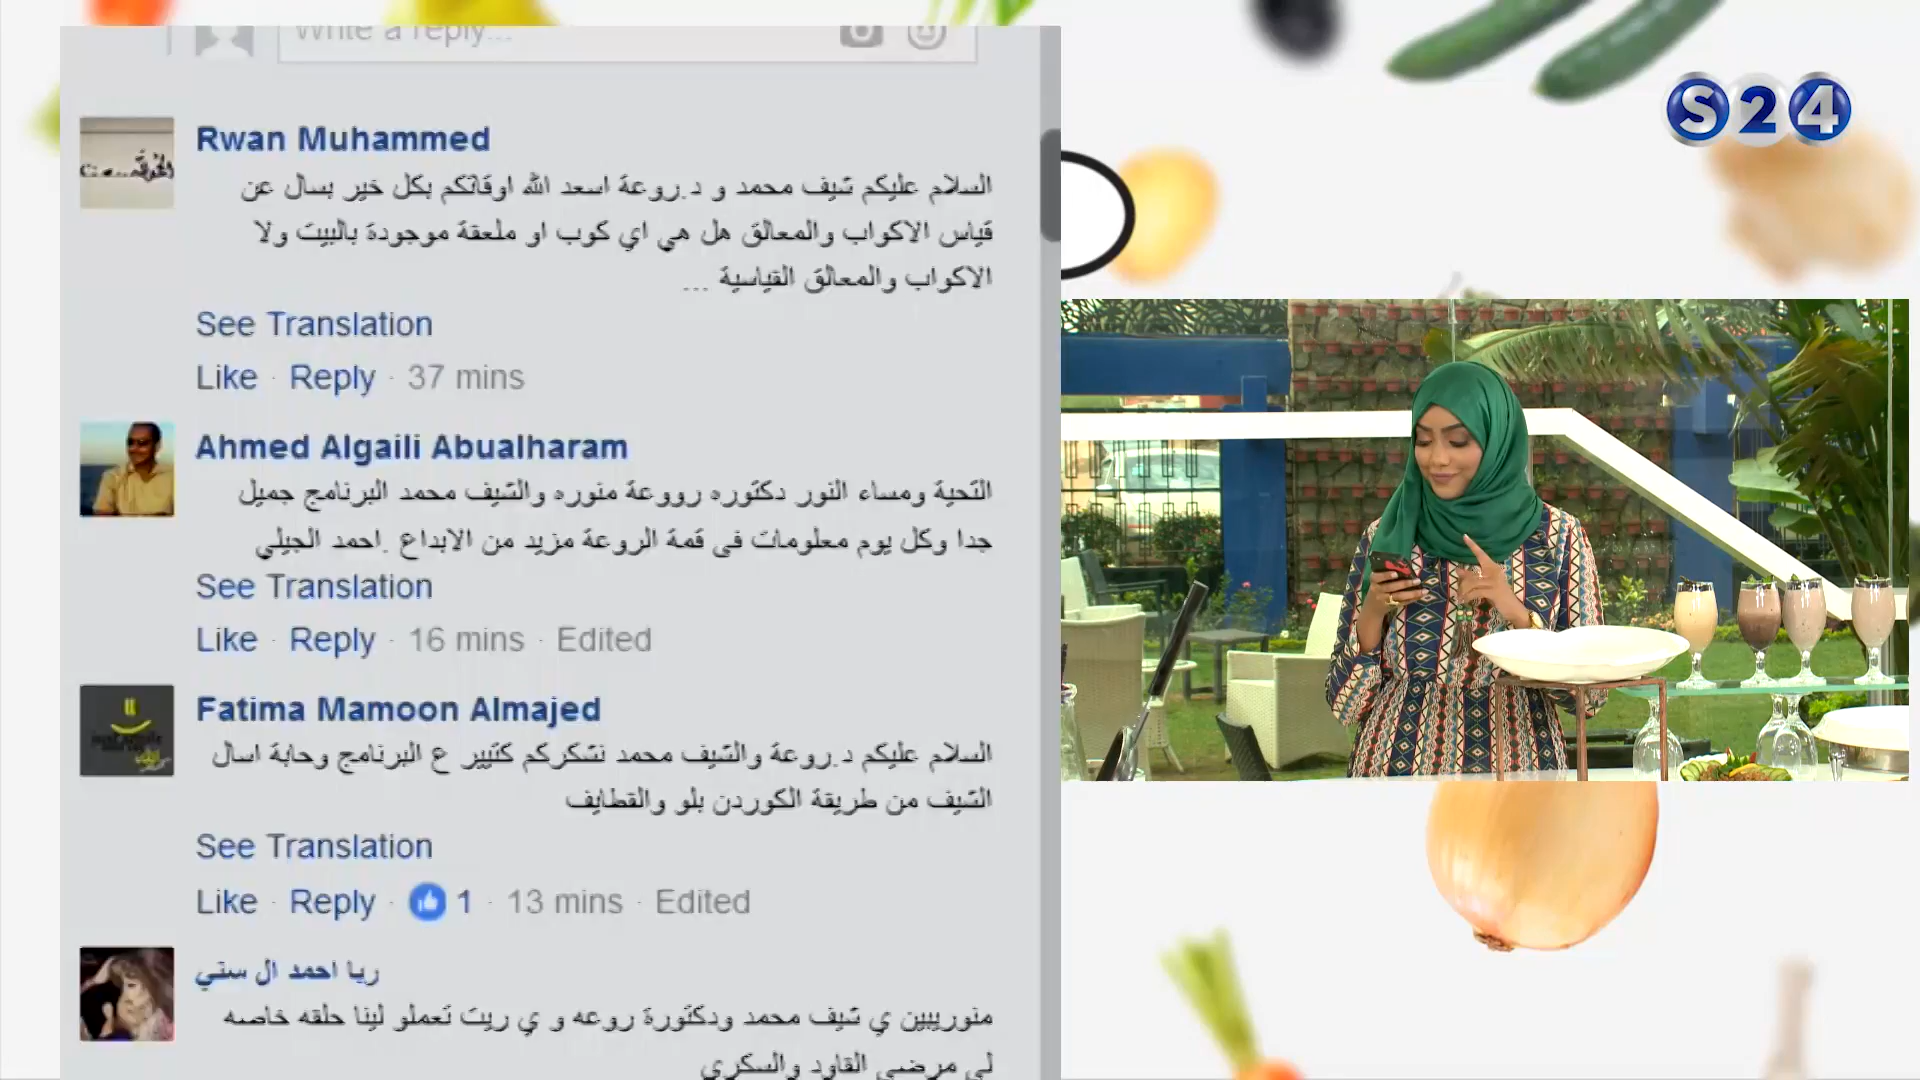 Write a reply...
S24
Rwan Muhammed
السلام عليكم شيف محمد و د.روعة اسعد الله اوقاتكم بكل خير بسال عن
قياس الاكواب والمعالق هل هي اي كوب او ملعقة موجودة بالبيت ولا
الاكواب والمعالق القياسية ...
See Translation
Like · Reply · 37 mins
Ahmed Algaili Abualharam
التحية ومساء النور دكتوره رووعة منوره والشيف محمد البرنامج جميل
جدا وكل يوم معلومات فى قمة الروعة مزيد من الابداع .احمد الجيلي
See Translation
Like · Reply · 16 mins · Edited
Fatima Mamoon Almajed
السلام عليكم د.روعة والشيف محمد نشكركم كتيير ع البرنامج وحابة اسال
الشيف من طريقة الكوردن بلو والقطايف
See Translation
Like · Reply · 1 · 13 mins · Edited
ريا احمد ال سني
منوريييين ي شيف محمد ودكتورة روعه و ي ريت تعملو لينا حلقه خاصه
لي مرضى القاود والسكري